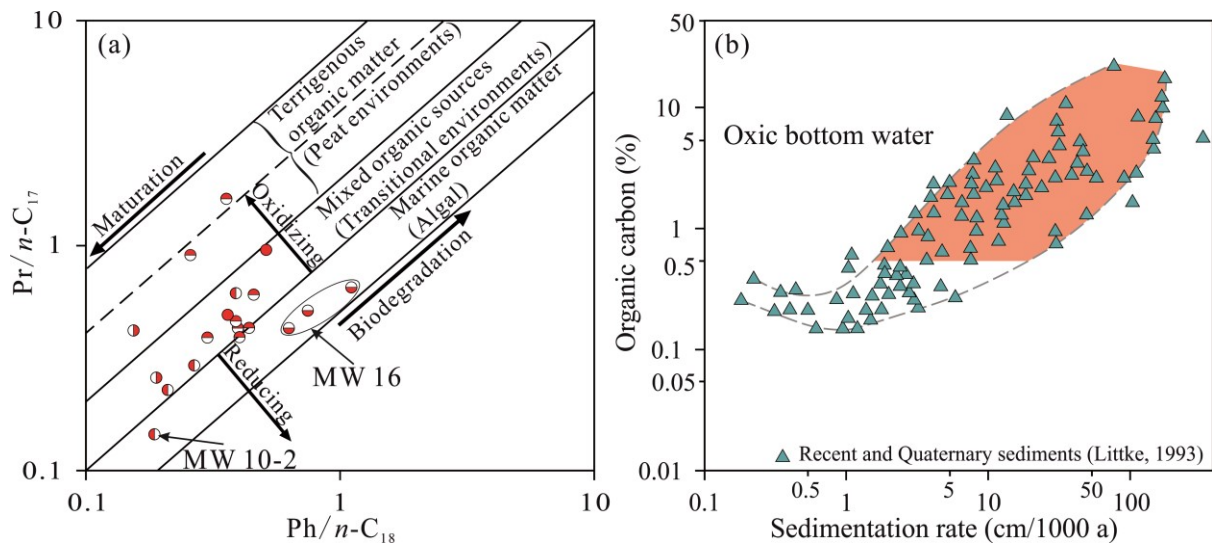 (a)
10
1
0.1
Pr/n-C17
0.1
1
10
Ph/n-C18
Maturation
Terrigenous
organic matter
(Peat environments)
Mixed organic sources
(Transitional environments)
Marine organic matter
(Algal)
Oxidizing
Biodegradation
Reducing
MW 16
MW 10-2
(b)
50
10
5
1
0.5
0.1
0.05
0.01
Organic carbon (%)
Oxic bottom water
Recent and Quaternary sediments (Littke, 1993)
0.1
0.5
1
5
10
50
100
Sedimentation rate (cm/1000 a)